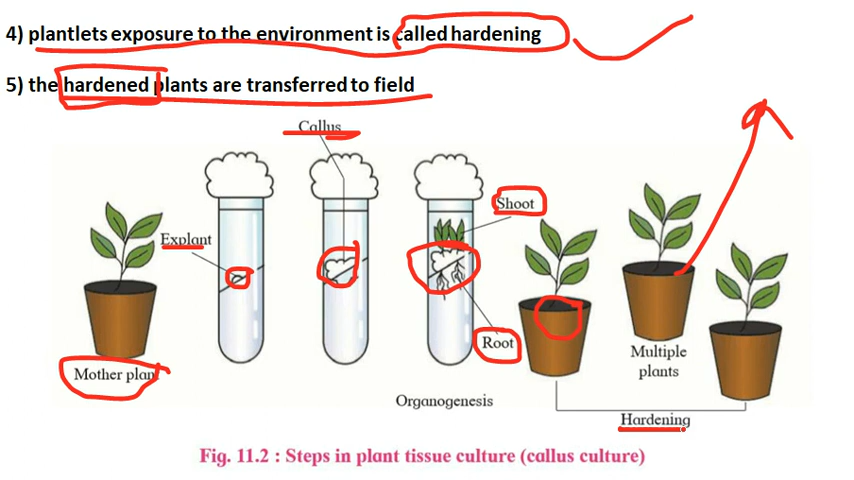 4) plantlets exposure to the environment is called hardening
5) the hardened plants are transferred to field
Callus
Explant
Shoot
Root
Mother plant
Multiple
plants
Organogenesis
Hardening
Fig. 11.2 : Steps in plant tissue culture (callus culture)